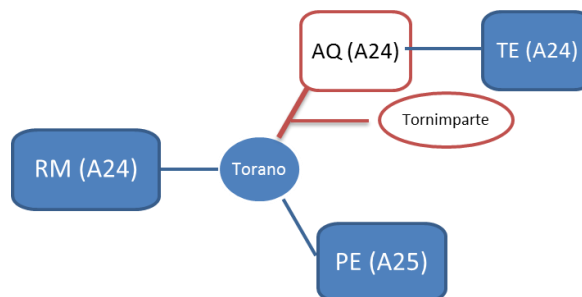 AQ (A24)
TE (A24)
Tornimparte
RM (A24)
Torano
PE (A25)